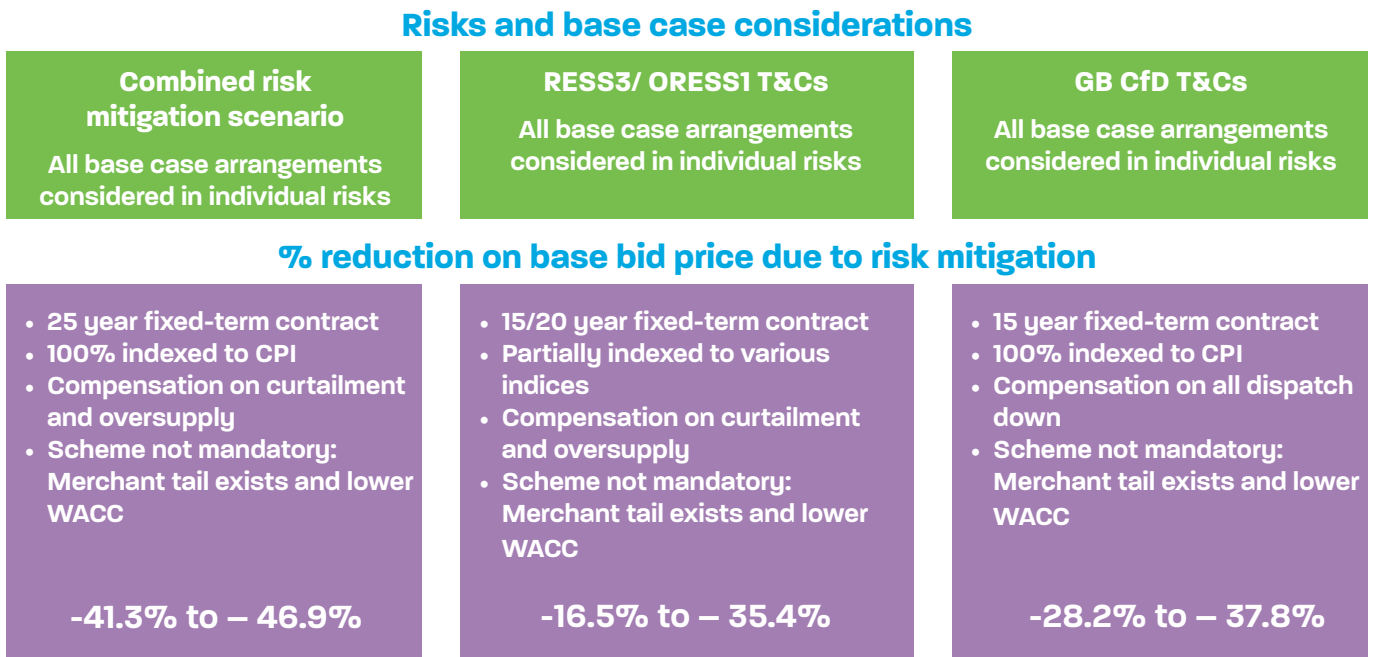 Risks and base case considerations
Combined risk
mitigation scenario
All base case arrangements
considered in individual risks
RESS3/ ORESS1 T&Cs
All base case arrangements
considered in individual risks
GB CfD T&Cs
All base case arrangements
considered in individual risks
% reduction on base bid price due to risk mitigation
• 25 year fixed-term contract
• 100% indexed to CPI
• Compensation on curtailment
and oversupply
• Scheme not mandatory:
Merchant tail exists and lower
WACC
-41.3% to – 46.9%
• 15/20 year fixed-term contract
• Partially indexed to various
indices
• Compensation on curtailment
and oversupply
• Scheme not mandatory:
Merchant tail exists and lower
WACC
-16.5% to – 35.4%
• 15 year fixed-term contract
• 100% indexed to CPI
• Compensation on all dispatch
down
• Scheme not mandatory:
Merchant tail exists and lower
WACC
-28.2% to – 37.8%